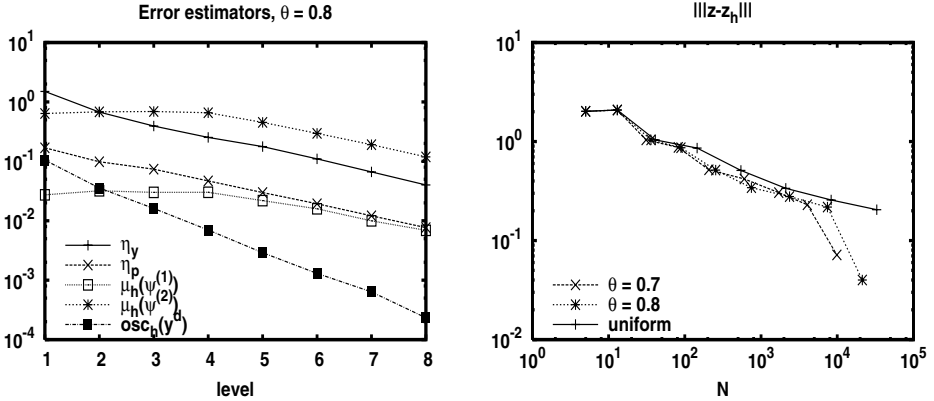 Error estimators, θ = 0.8
10^1
10^0
10^-1
10^-2
10^-3
10^-4
η_y
η_p
μ_h(ψ^(1))
μ_h(ψ^(2))
osc_h(y^d)
1 2 3 4 5 6 7 8
level
|||z-z_h|||
10^1
10^0
10^-1
10^-2
θ = 0.7
θ = 0.8
uniform
10^0 10^1 10^2 10^3 10^4 10^5
N